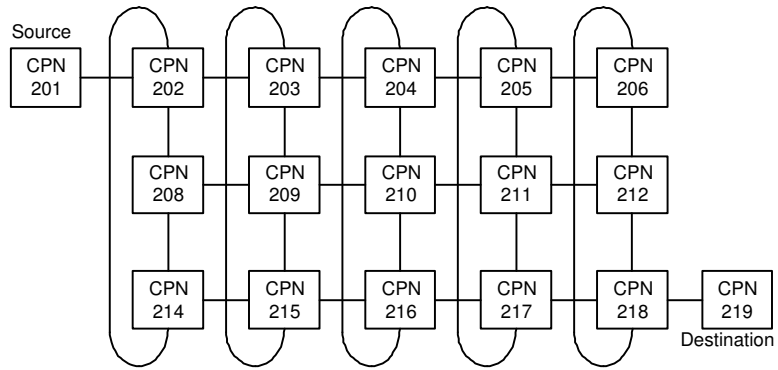 Source
CPN
201
CPN
202
CPN
203
CPN
204
CPN
205
CPN
206
CPN
208
CPN
209
CPN
210
CPN
211
CPN
212
CPN
214
CPN
215
CPN
216
CPN
217
CPN
218
CPN
219
Destination